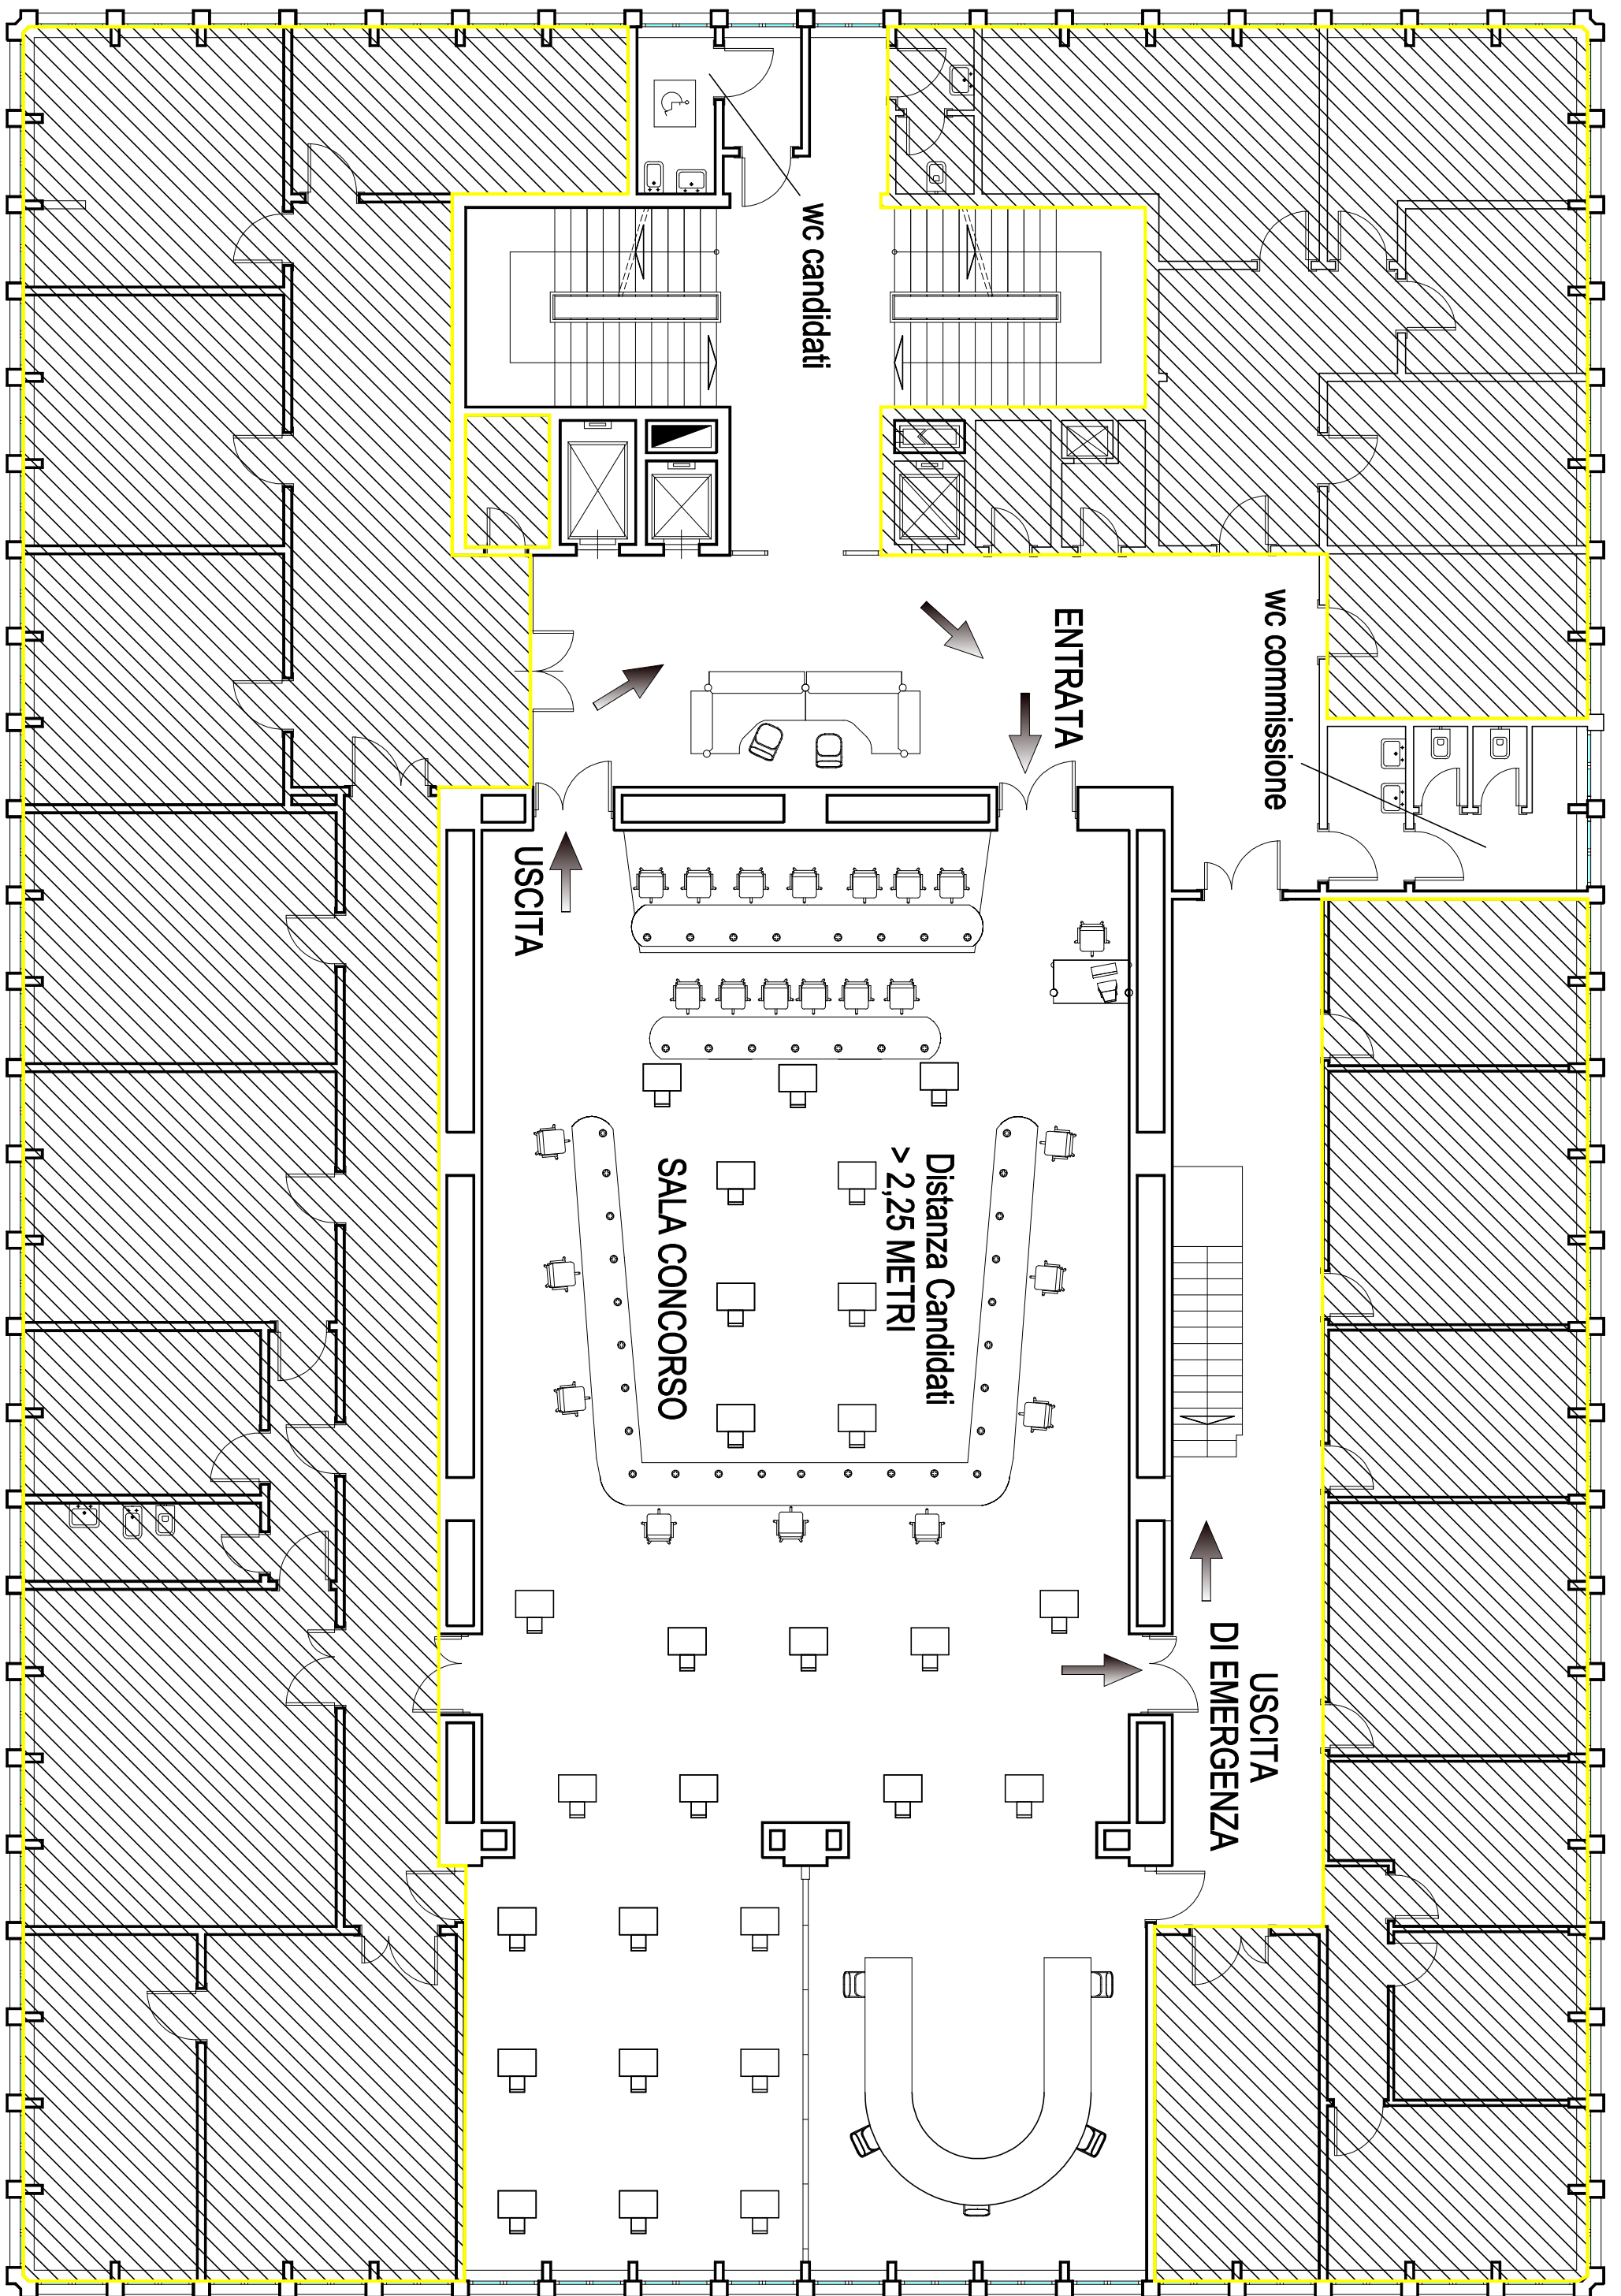 wc candidati
ENTRATA
wc commissione
USCITA
Distanza Candidati
> 2,25 METRI
SALA CONCORSO
USCITA
DI EMERGENZA